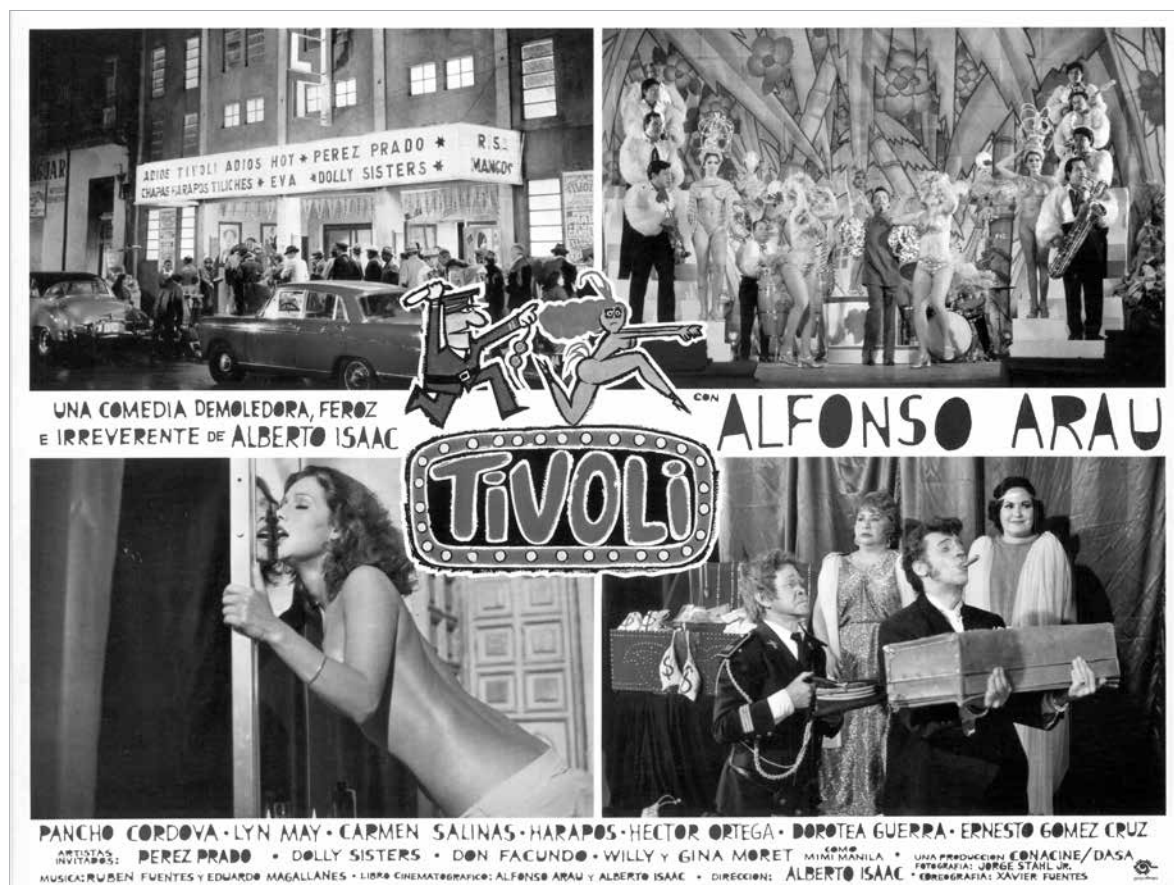 ADIOS TIVOLI ADIOS HOT * PEREZ PRADO *
CHAPAS HARAPOS TILICHES * EVA * DOLLY SISTERS *
MANGOS
UNA COMEDIA DEMOLEDORA, FEROZ
E IRREVERENTE DE ALBERTO ISAAC
CON ALFONSO ARAU
TIVOLI
$ $
PANCHO CORDOVA · LYN MAY · CARMEN SALINAS · HARAPOS · HECTOR ORTEGA · DOROTEA GUERRA · ERNESTO GOMEZ CRUZ
ARTISTAS INVITADOS: PEREZ PRADO · DOLLY SISTERS · DON FACUNDO · WILLY Y GINA MORET COMO MIMI MANILA · UNA PRODUCCION CONACINE/DASA
FOTOGRAFIA: JORGE STAHL JR.
MUSICA: RUBEN FUENTES Y EDUARDO MAGALLANES · LIBRO CINEMATOGRAFICO: ALFONSO ARAU Y ALBERTO ISAAC · DIRECCION: ALBERTO ISAAC · COREOGRAFIA: XAVIER FUENTES